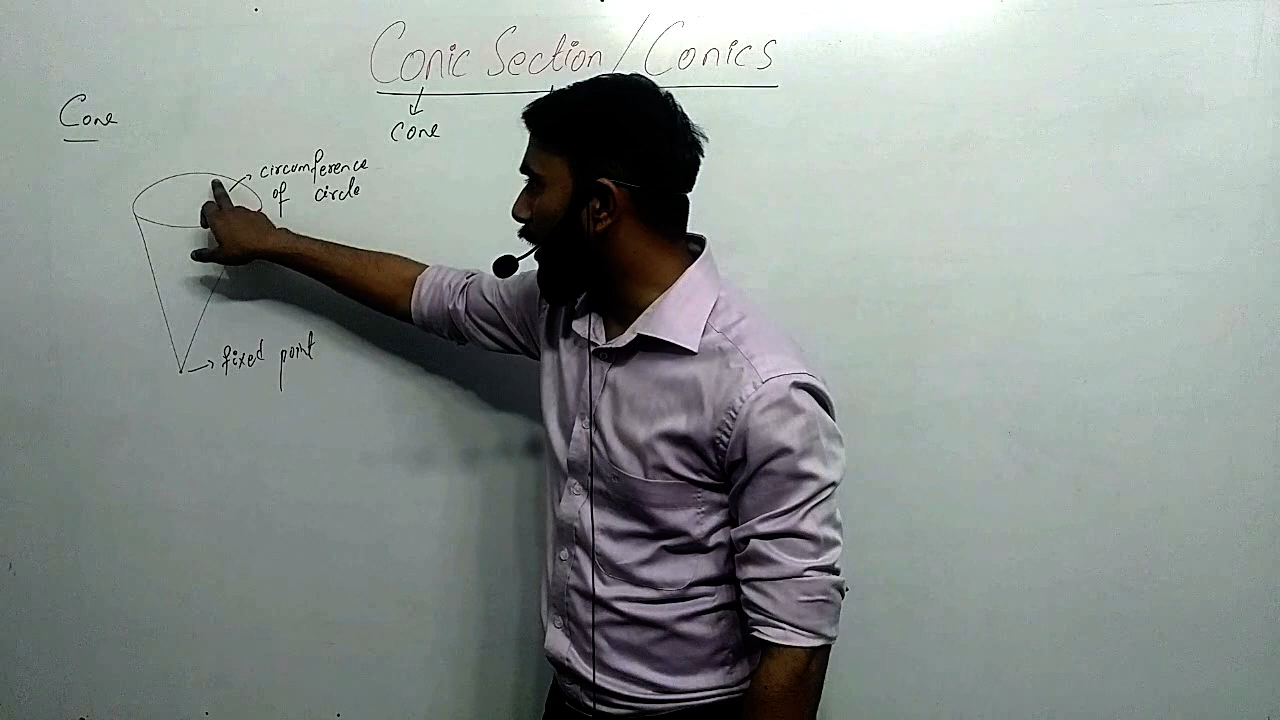 Conic Section / Conics
cone
Cone
circumference
of circle
fixed point